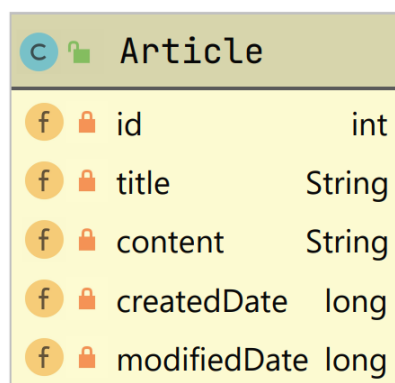 C Article
f id int
f title String
f content String
f createdDate long
f modifiedDate long